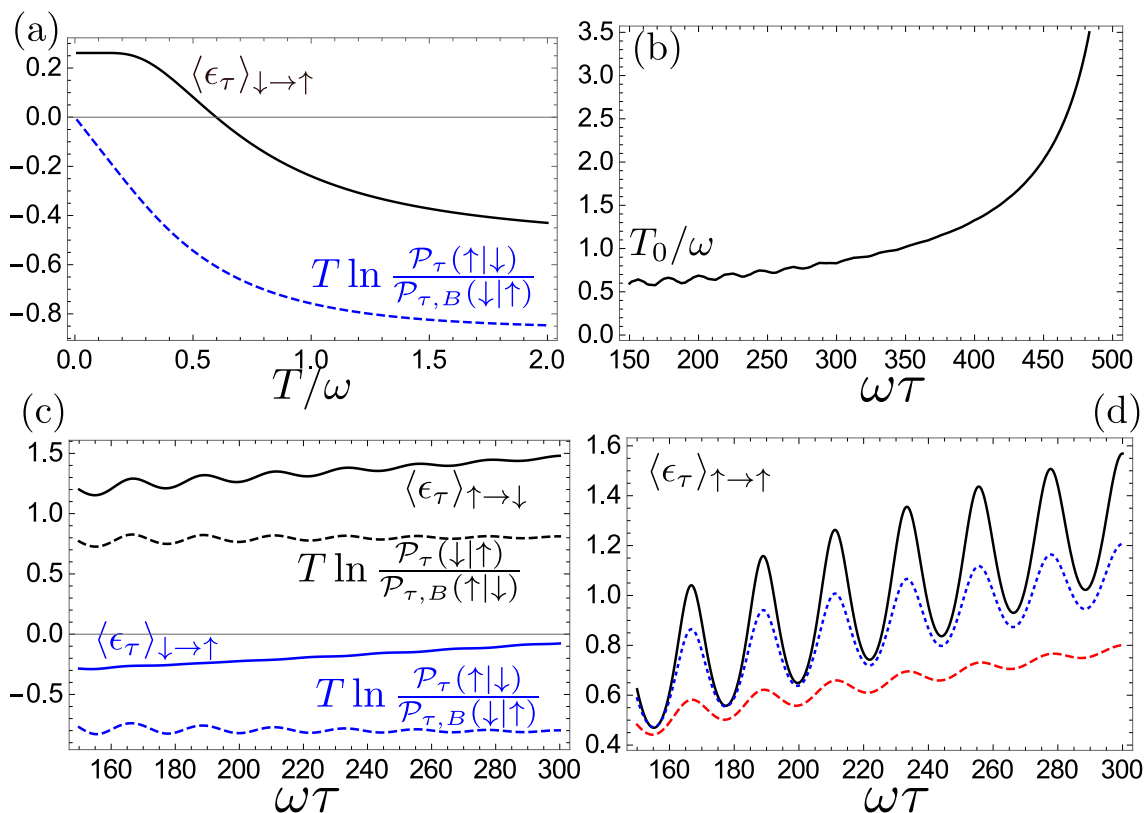 (a)
0.2
0.0
−0.2
−0.4
−0.6
−0.8
⟨ϵ_τ⟩_{↓→↑}
T ln 𝒫_τ(↑|↓) / 𝒫_{τ,B}(↓|↑)
0.0 0.5 1.0 1.5 2.0
T/ω
(b)
3.5
3.0
2.5
2.0
1.5
1.0
0.5
0.0
T_0/ω
150 200 250 300 350 400 450 500
ωτ
(c)
1.5
1.0
0.5
0.0
−0.5
⟨ϵ_τ⟩_{↑→↓}
T ln 𝒫_τ(↓|↑) / 𝒫_{τ,B}(↑|↓)
⟨ϵ_τ⟩_{↓→↑}
T ln 𝒫_τ(↑|↓) / 𝒫_{τ,B}(↓|↑)
160 180 200 220 240 260 280 300
ωτ
(d)
1.6
1.4
1.2
1.0
0.8
0.6
0.4
⟨ϵ_τ⟩_{↑→↑}
160 180 200 220 240 260 280 300
ωτ